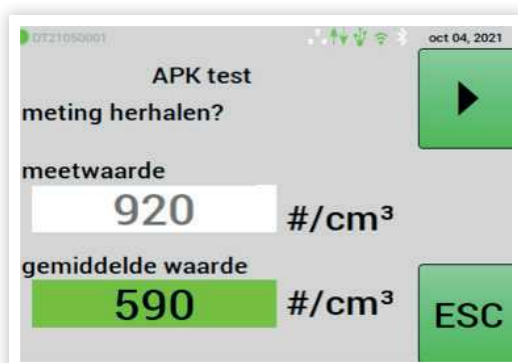 DT21050001 oct 04, 2021
APK test
meting herhalen?
meetwaarde
920 #/cm³
gemiddelde waarde
590 #/cm³
ESC